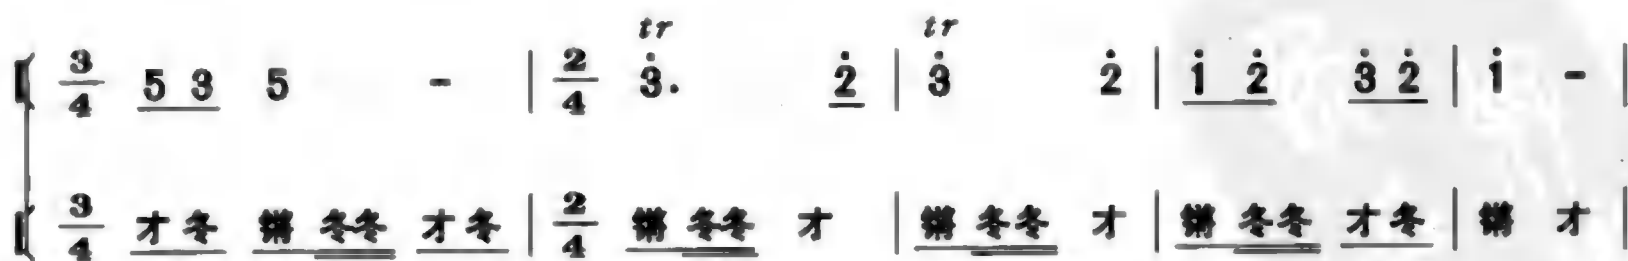 tr tr
3/4 5 3 5 - | 2/4 3̇. 2̇ | 3̇ 2̇ | 1̇ 2̇ 3̇ 2̇ | 1̇ - |
3/4 才 冬 冬冬 才 冬 | 2/4 冬冬 才 | 冬冬 才 | 冬冬 才 冬 | 才 |